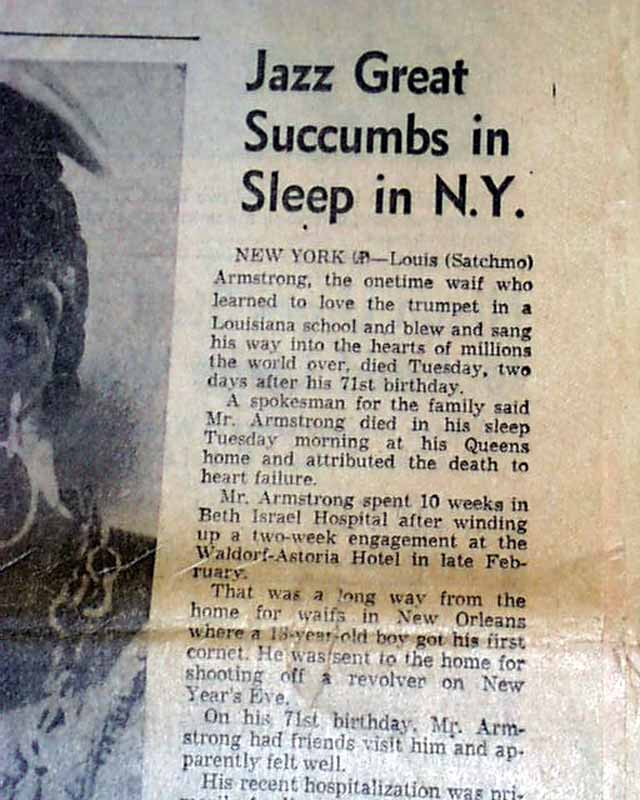 Jazz Great
Succumbs in
Sleep in N.Y.
NEW YORK (AP)—Louis (Satchmo)
Armstrong, the onetime waif who
learned to love the trumpet in a
Louisiana school and blew and sang
his way into the hearts of millions
the world over, died Tuesday, two
days after his 71st birthday.
A spokesman for the family said
Mr. Armstrong died in his sleep
Tuesday morning at his Queens
home and attributed the death to
heart failure.
Mr. Armstrong spent 10 weeks in
Beth Israel Hospital after winding
up a two-week engagement at the
Waldorf-Astoria Hotel in late Feb-
ruary.
That was a long way from the
home for waifs in New Orleans
where a 13-year-old boy got his first
cornet. He was sent to the home for
shooting off a revolver on New
Year's Eve.
On his 71st birthday, Mr. Arm-
strong had friends visit him and ap-
parently felt well.
His recent hospitalization was pri-